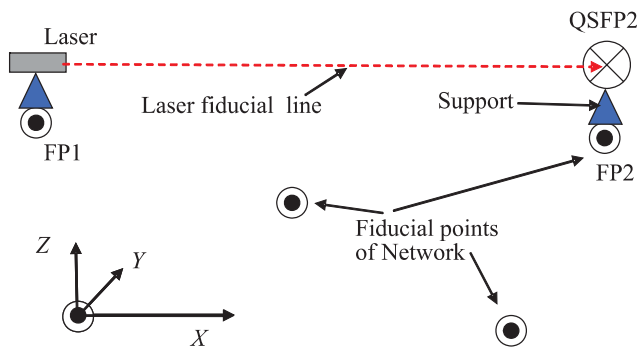 QSFP2
Laser
Laser fiducial line
Support
FP1
FP2
Fiducial points
of Network
Z
Y
X